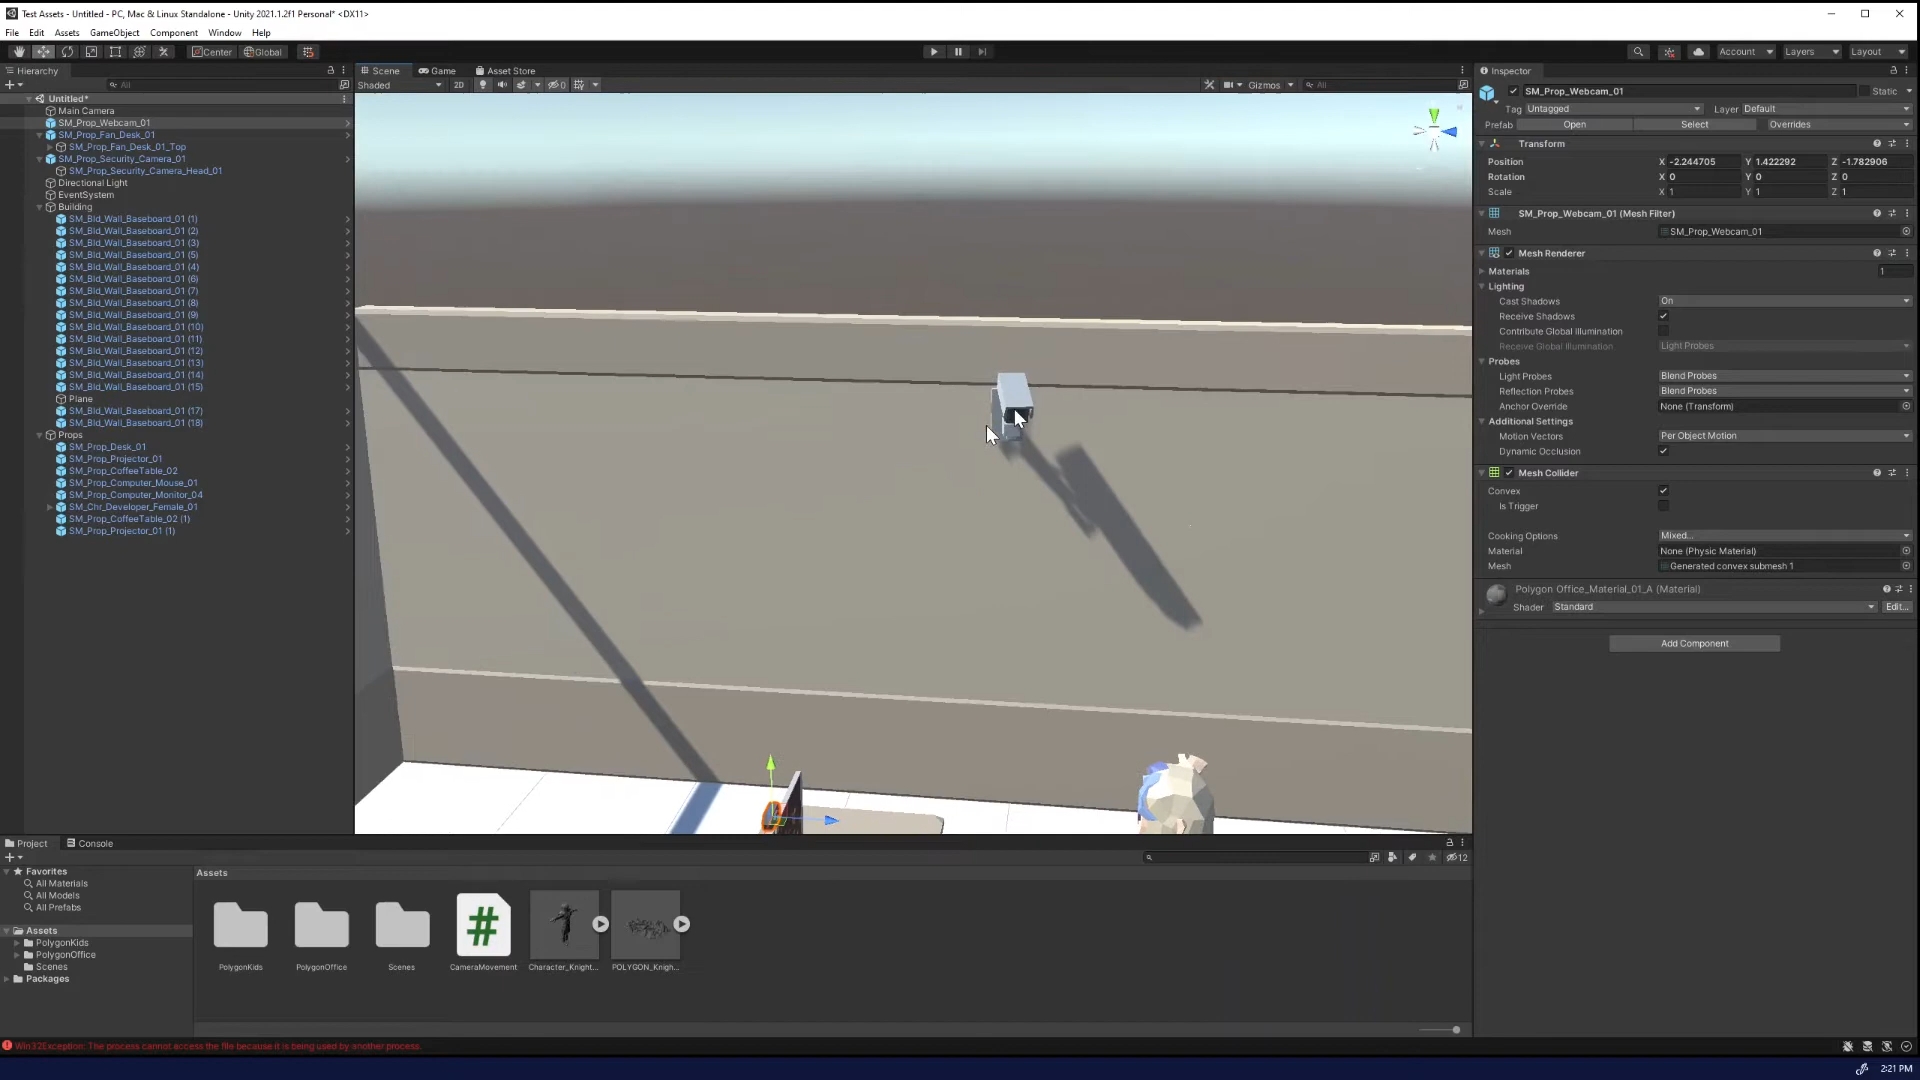 Test Assets - Untitled - PC, Mac & Linux Standalone - Unity 2021.1.2f1 Personal* <DX11>
File Edit Assets GameObject Component Window Help
Center Global Account Layers Layout
Hierarchy
All
Untitled*
Main Camera
SM_Prop_Webcam_01
SM_Prop_Fan_Desk_01
SM_Prop_Fan_Desk_01_Top
SM_Prop_Security_Camera_01
SM_Prop_Security_Camera_Head_01
Directional Light
EventSystem
Building
SM_Bld_Wall_Baseboard_01 (1)
SM_Bld_Wall_Baseboard_01 (2)
SM_Bld_Wall_Baseboard_01 (3)
SM_Bld_Wall_Baseboard_01 (5)
SM_Bld_Wall_Baseboard_01 (4)
SM_Bld_Wall_Baseboard_01 (6)
SM_Bld_Wall_Baseboard_01 (7)
SM_Bld_Wall_Baseboard_01 (8)
SM_Bld_Wall_Baseboard_01 (9)
SM_Bld_Wall_Baseboard_01 (10)
SM_Bld_Wall_Baseboard_01 (11)
SM_Bld_Wall_Baseboard_01 (12)
SM_Bld_Wall_Baseboard_01 (13)
SM_Bld_Wall_Baseboard_01 (14)
SM_Bld_Wall_Baseboard_01 (15)
Plane
SM_Bld_Wall_Baseboard_01 (17)
SM_Bld_Wall_Baseboard_01 (18)
Props
SM_Prop_Desk_01
SM_Prop_Projector_01
SM_Prop_CoffeeTable_02
SM_Prop_Computer_Mouse_01
SM_Prop_Computer_Monitor_04
SM_Chr_Developer_Female_01
SM_Prop_CoffeeTable_02 (1)
SM_Prop_Projector_01 (1)
Scene Game Asset Store
Shaded 2D 0 Gizmos All
Inspector
SM_Prop_Webcam_01 Static
Tag Untagged Layer Default
Prefab Open Select Overrides
Transform
Position X -2.244705 Y 1.422292 Z -1.782906
Rotation X 0 Y 0 Z 0
Scale X 1 Y 1 Z 1
SM_Prop_Webcam_01 (Mesh Filter)
Mesh SM_Prop_Webcam_01
Mesh Renderer
Materials 1
Lighting
Cast Shadows On
Receive Shadows
Contribute Global Illumination
Receive Global Illumination Light Probes
Probes
Light Probes Blend Probes
Reflection Probes Blend Probes
Anchor Override None (Transform)
Additional Settings
Motion Vectors Per Object Motion
Dynamic Occlusion
Mesh Collider
Convex
Is Trigger
Cooking Options Mixed...
Material None (Physic Material)
Mesh Generated convex submesh 1
Polygon Office_Material_01_A (Material)
Shader Standard Edit...
Add Component
Project Console
12
Favorites
All Materials
All Models
All Prefabs
Assets
PolygonKids
PolygonOffice
Scenes
Packages
Assets
PolygonKids PolygonOffice Scenes CameraMovement Character_Knight... POLYGON_Knigh...
Win32Exception: The process cannot access the file because it is being used by another process.
2:21 PM